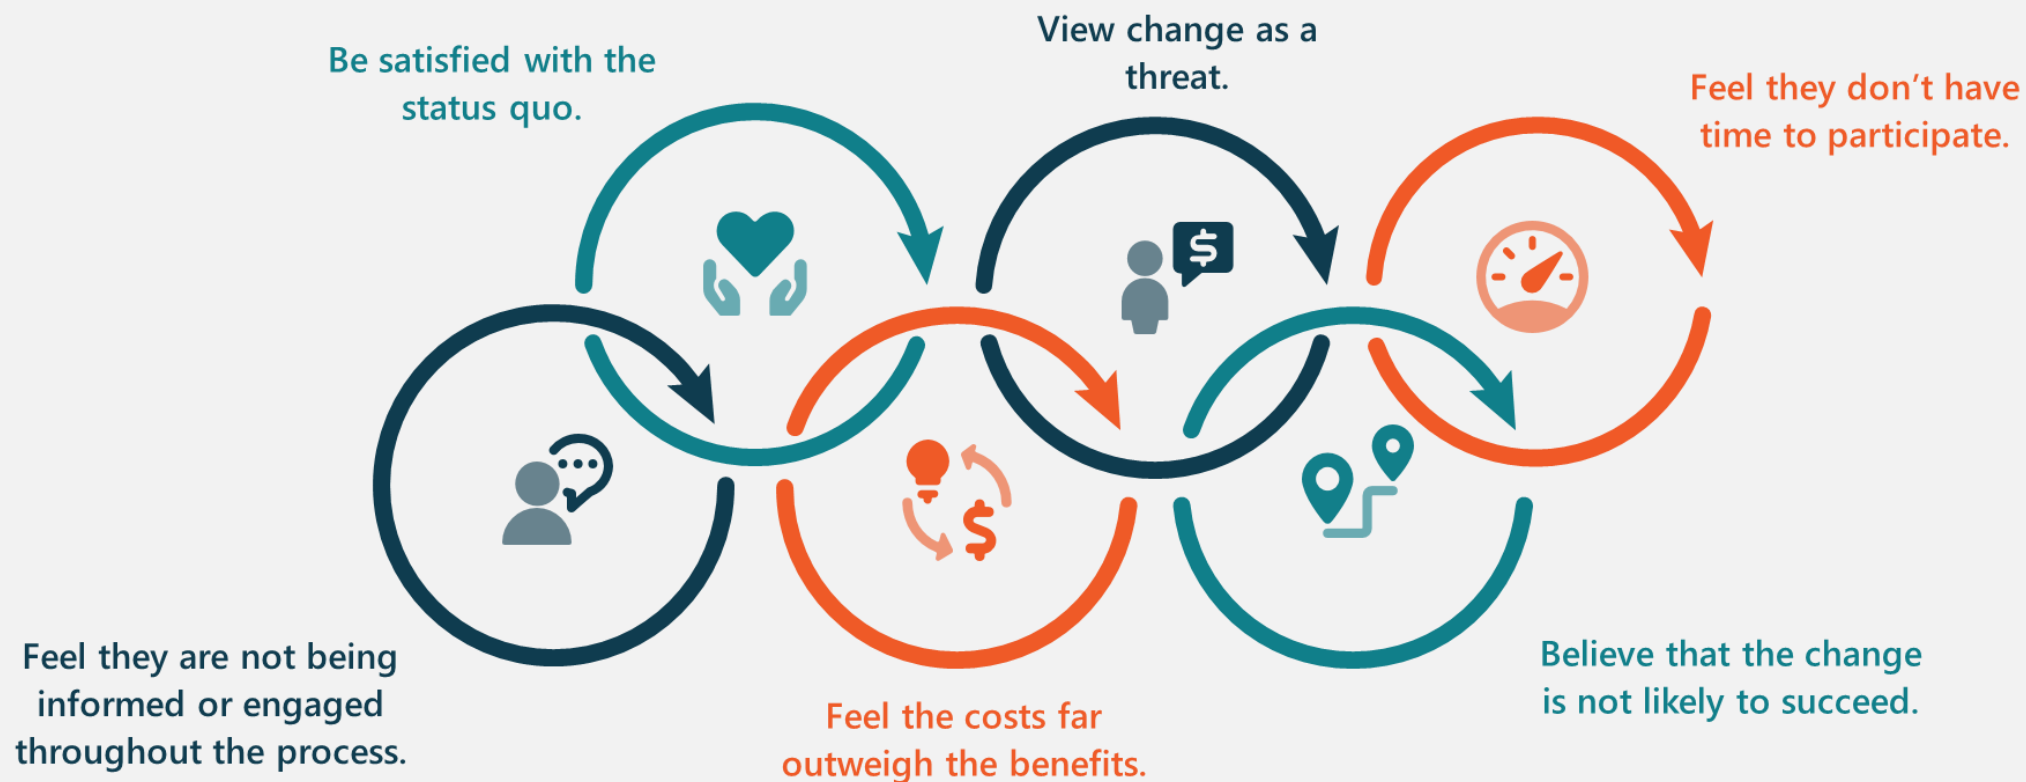 Be satisfied with the
status quo.
View change as a
threat.
Feel they don’t have
time to participate.
$
$
Feel they are not being
informed or engaged
throughout the process.
Feel the costs far
outweigh the benefits.
Believe that the change
is not likely to succeed.